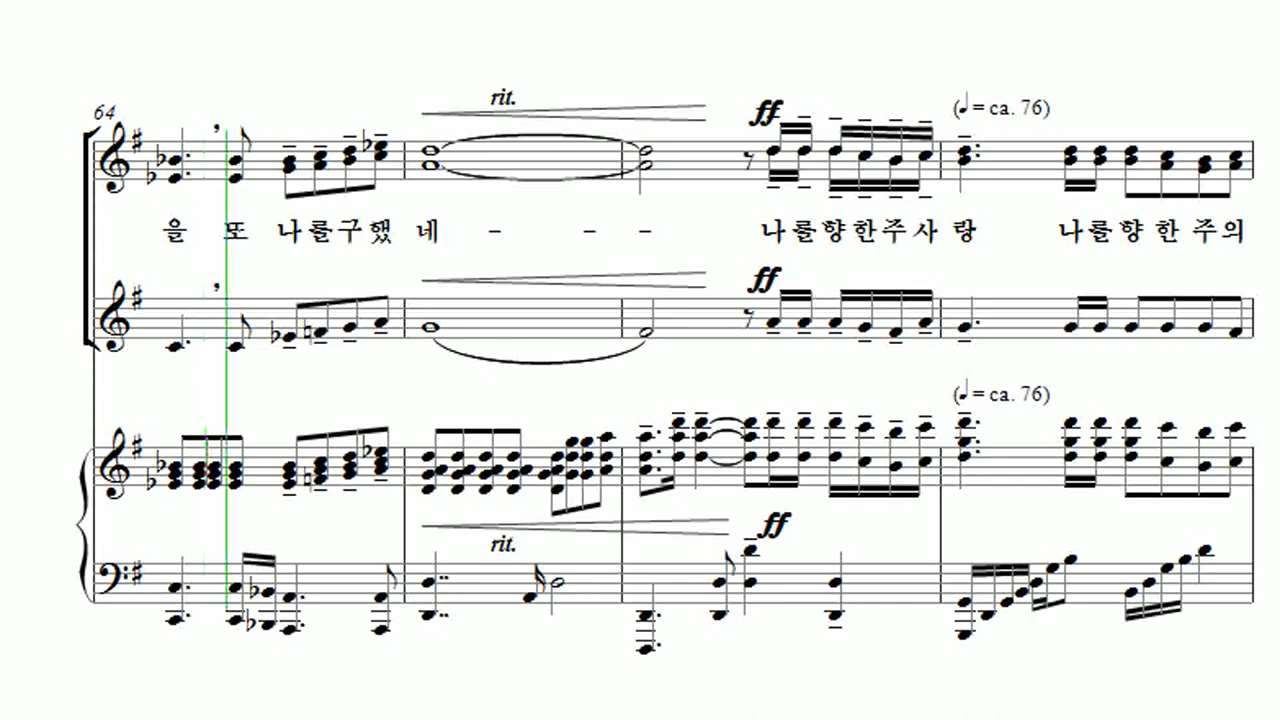 rit.
64
ff
(♩= ca. 76)
을 또 나를구했 네 - - - 나를향한주사 랑 나를향 한 주의
ff
(♩= ca. 76)
rit.
ff